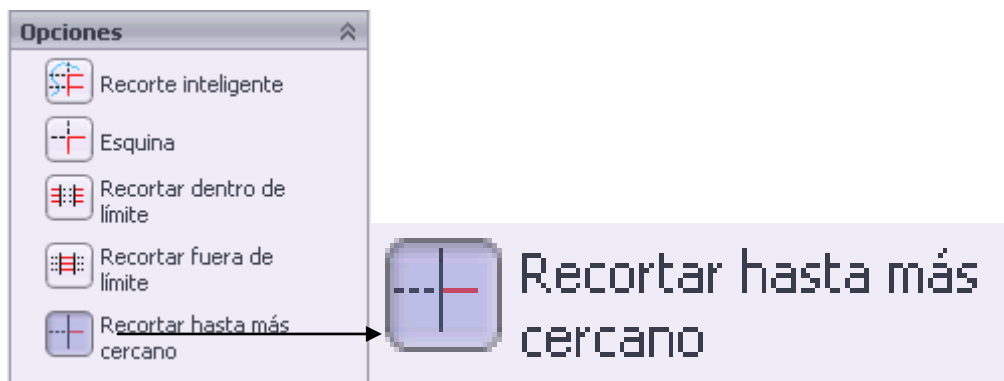 Opciones
Recorte inteligente
Esquina
Recortar dentro de
límite
Recortar fuera de
límite
Recortar hasta más
cercano
Recortar hasta más
cercano